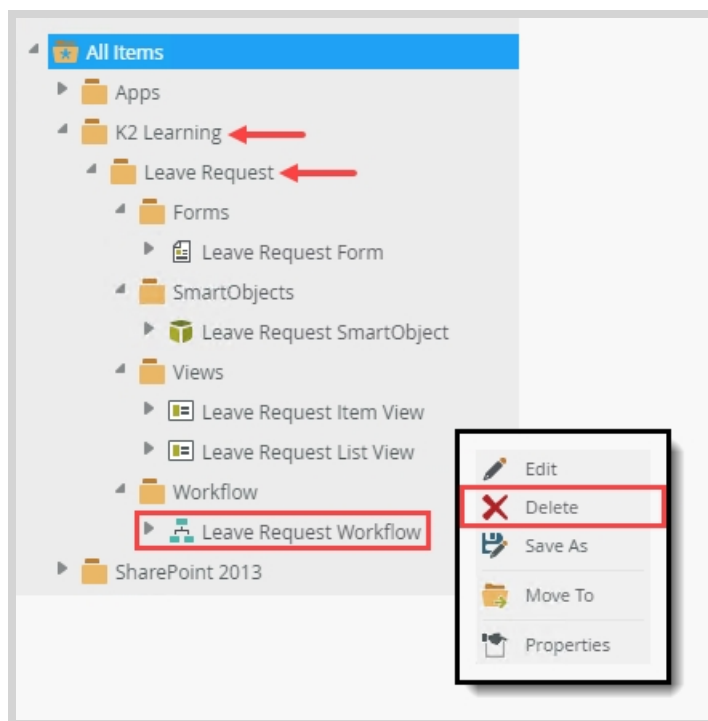 All Items
Apps
K2 Learning
Leave Request
Forms
Leave Request Form
SmartObjects
Leave Request SmartObject
Views
Leave Request Item View
Leave Request List View
Workflow
Leave Request Workflow
SharePoint 2013
Edit
Delete
Save As
Move To
Properties